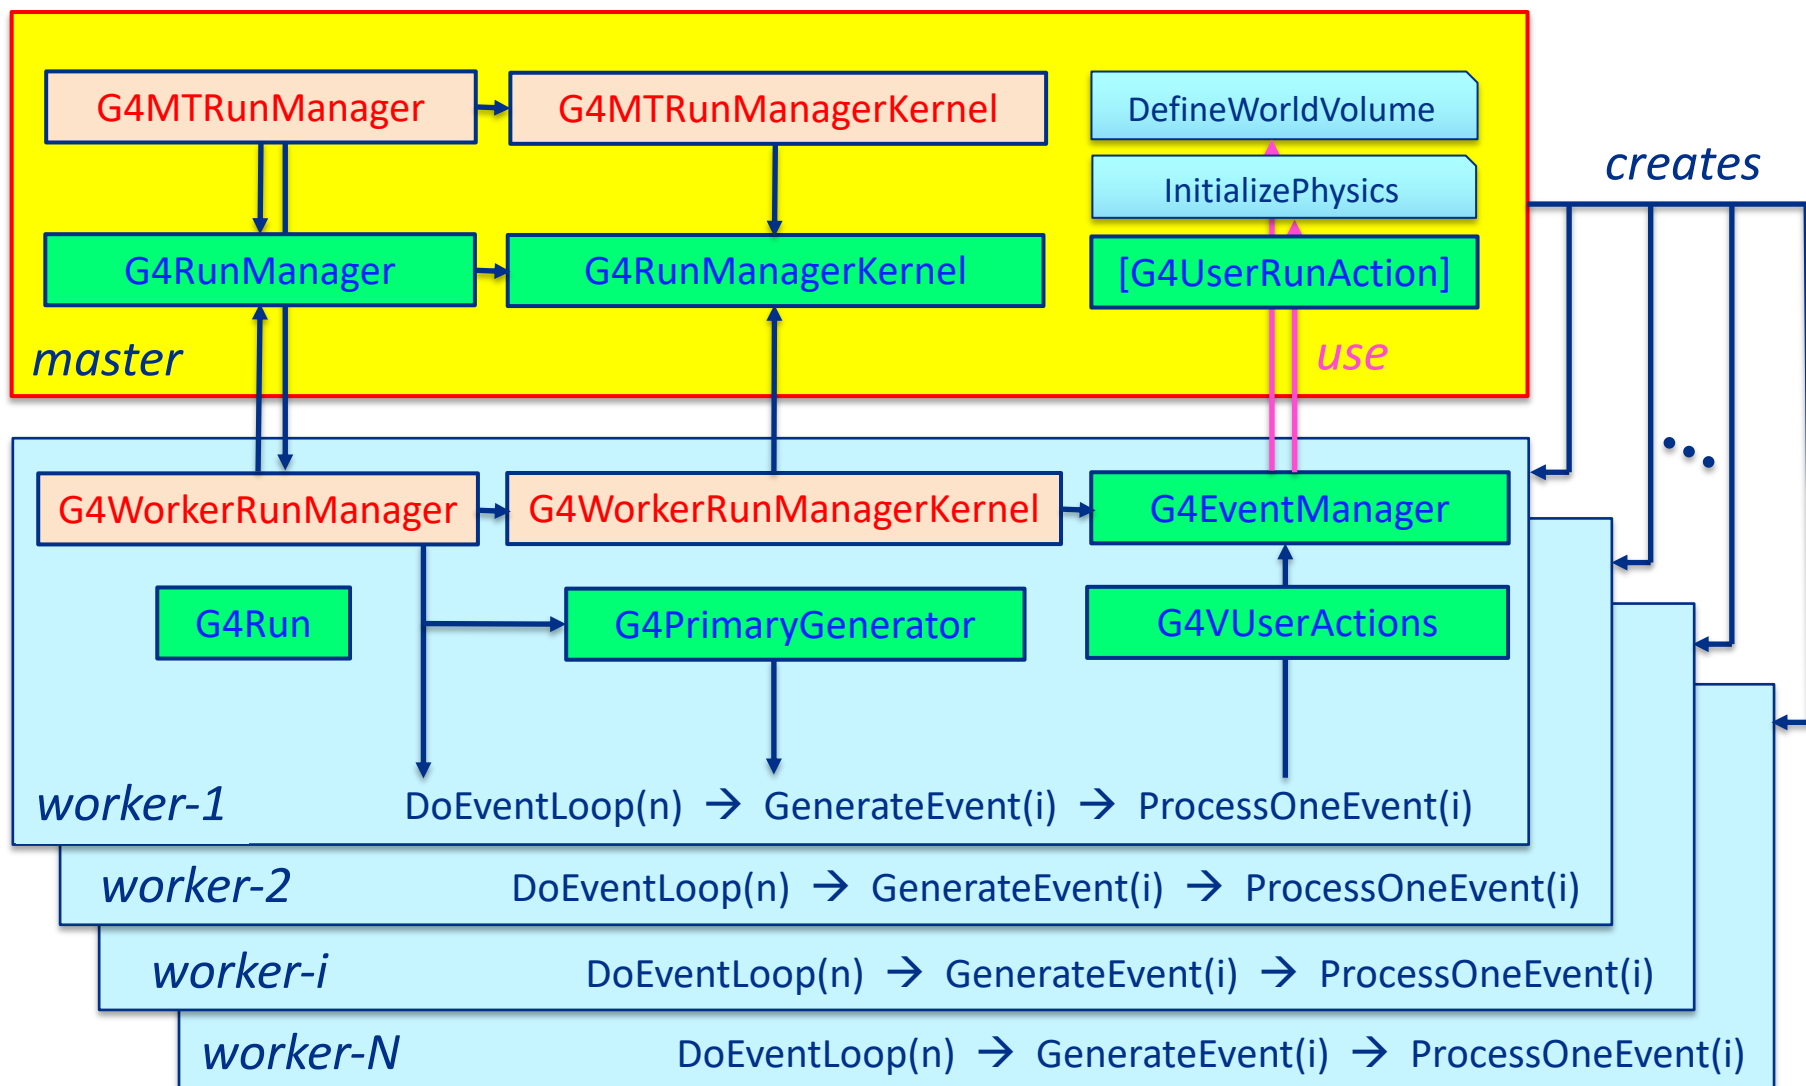 G4MTRunManager
G4MTRunManagerKernel
DefineWorldVolume
InitializePhysics
creates
G4RunManager
G4RunManagerKernel
[G4UserRunAction]
master
use
G4WorkerRunManager
G4WorkerRunManagerKernel
G4EventManager
G4Run
G4PrimaryGenerator
G4VUserActions
worker-1
DoEventLoop(n) → GenerateEvent(i) → ProcessOneEvent(i)
worker-2
DoEventLoop(n) → GenerateEvent(i) → ProcessOneEvent(i)
worker-i
DoEventLoop(n) → GenerateEvent(i) → ProcessOneEvent(i)
worker-N
DoEventLoop(n) → GenerateEvent(i) → ProcessOneEvent(i)